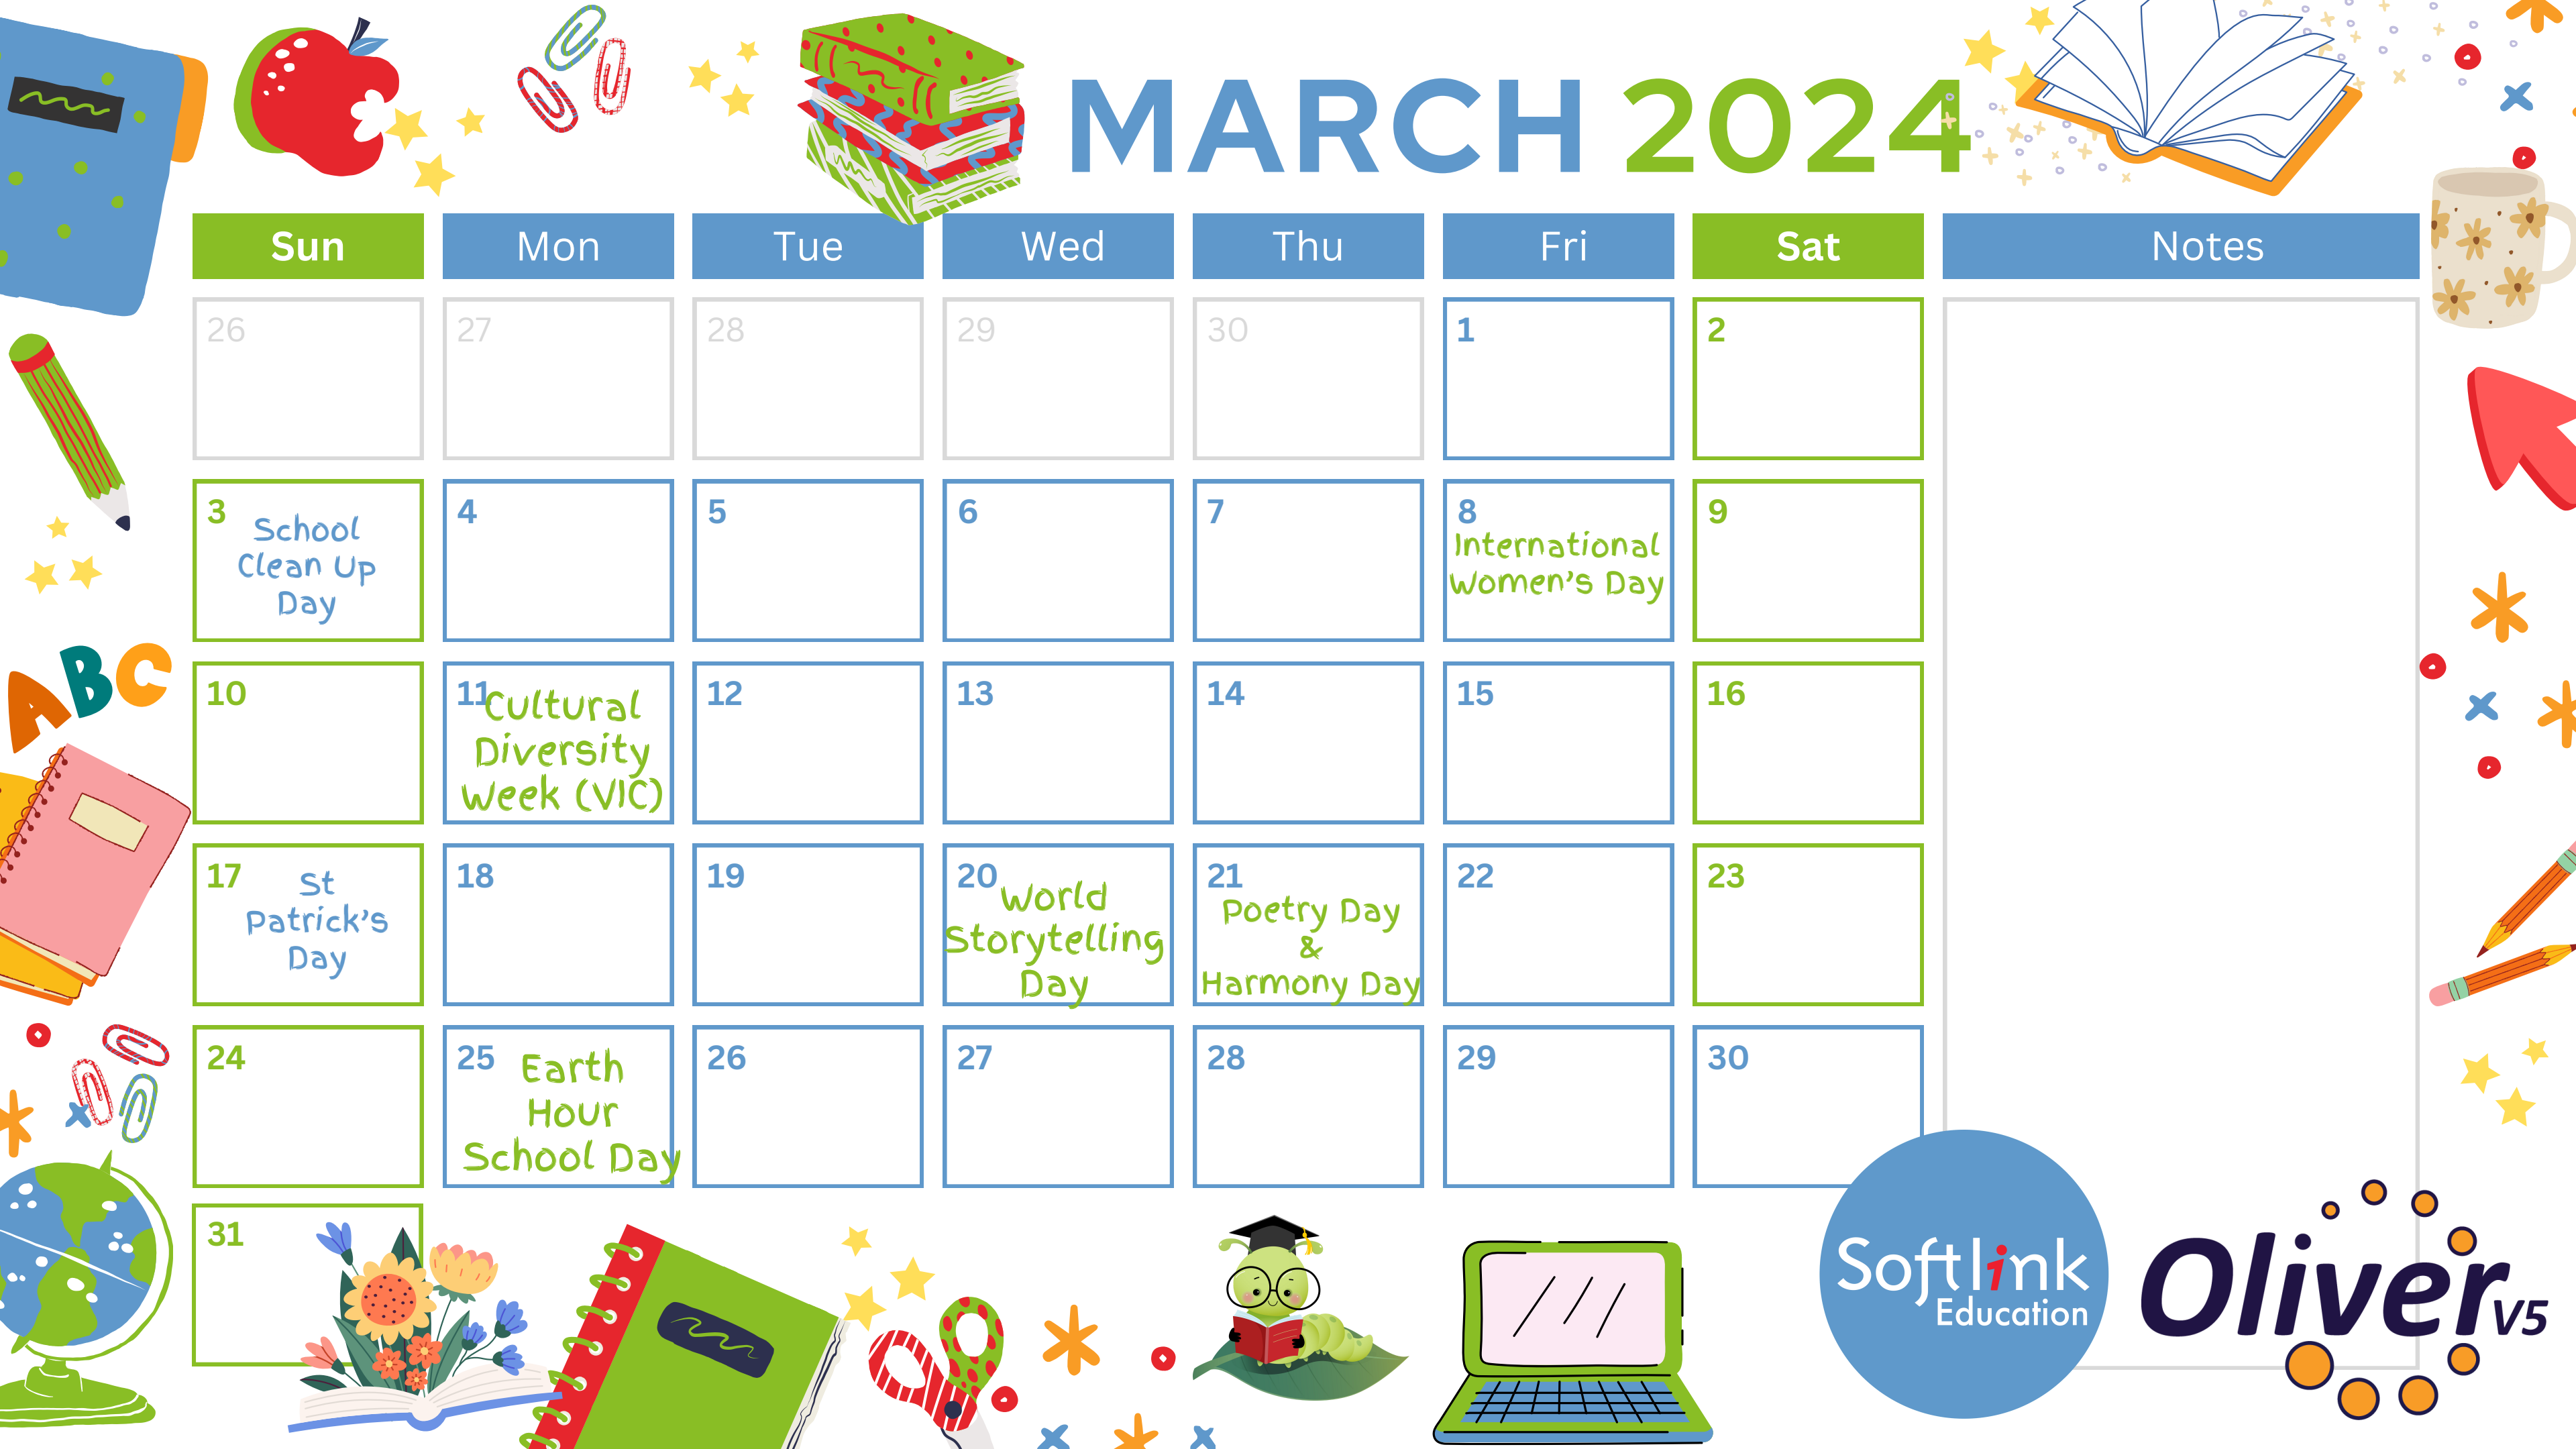 MARCH 2024
Sun Mon Tue Wed Thu Fri Sat Notes
26 27 28 29 30 1 2
3 4 5 6 7 8 9
School
Clean Up
Day
International
Women's Day
10 11 12 13 14 15 16
Cultural
Diversity
Week (VIC)
17 18 19 20 21 22 23
St
Patrick's
Day
World
Storytelling
Day
Poetry Day
&
Harmony Day
24 25 26 27 28 29 30
Earth
Hour
School Day
31
ABC
Softlink
Education
Oliver V5